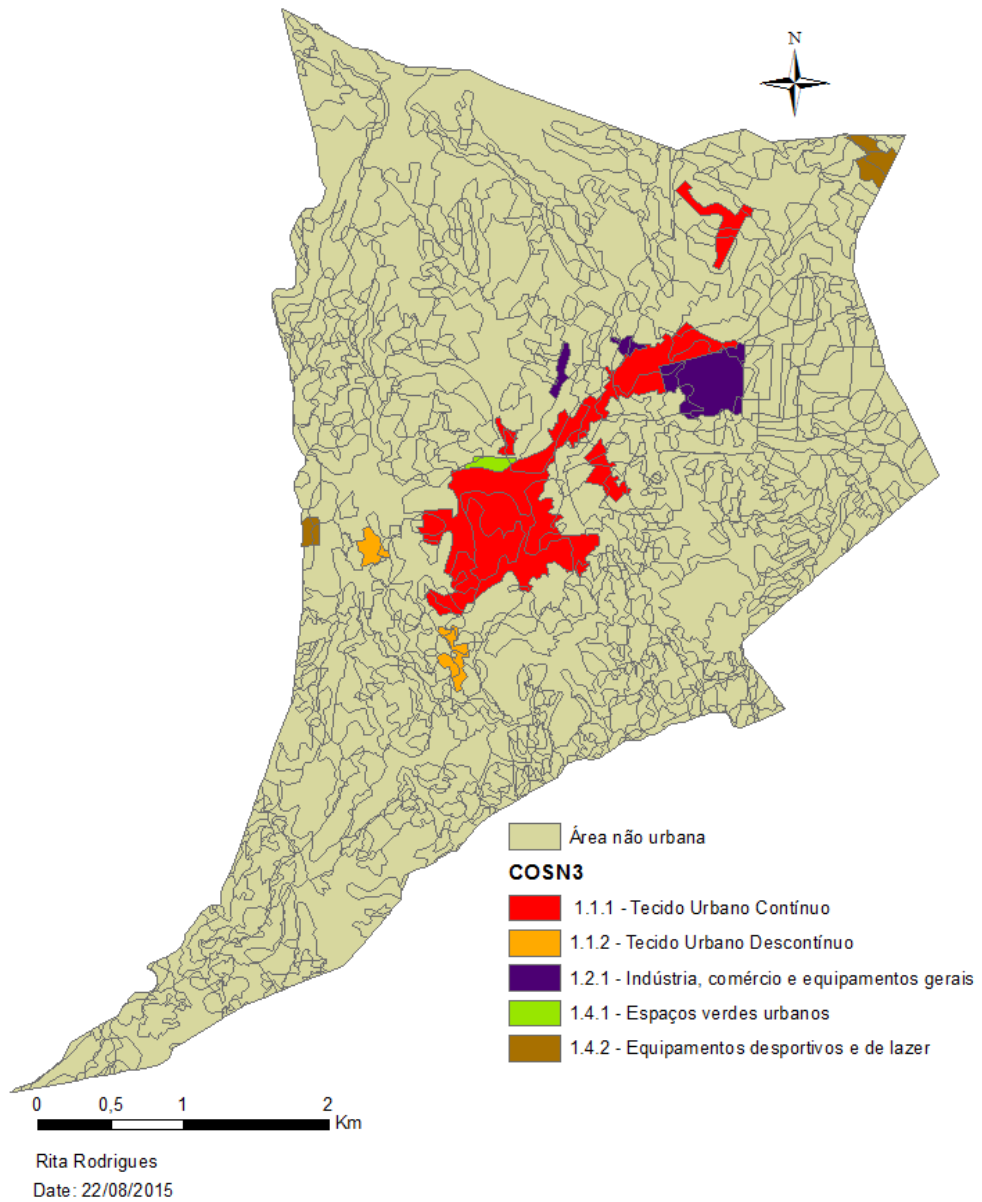 N
Área não urbana
COSN3
1.1.1 - Tecido Urbano Contínuo
1.1.2 - Tecido Urbano Descontínuo
1.2.1 - Indústria, comércio e equipamentos gerais
1.4.1 - Espaços verdes urbanos
1.4.2 - Equipamentos desportivos e de lazer
0 0,5 1 2
Km
Rita Rodrigues
Date: 22/08/2015